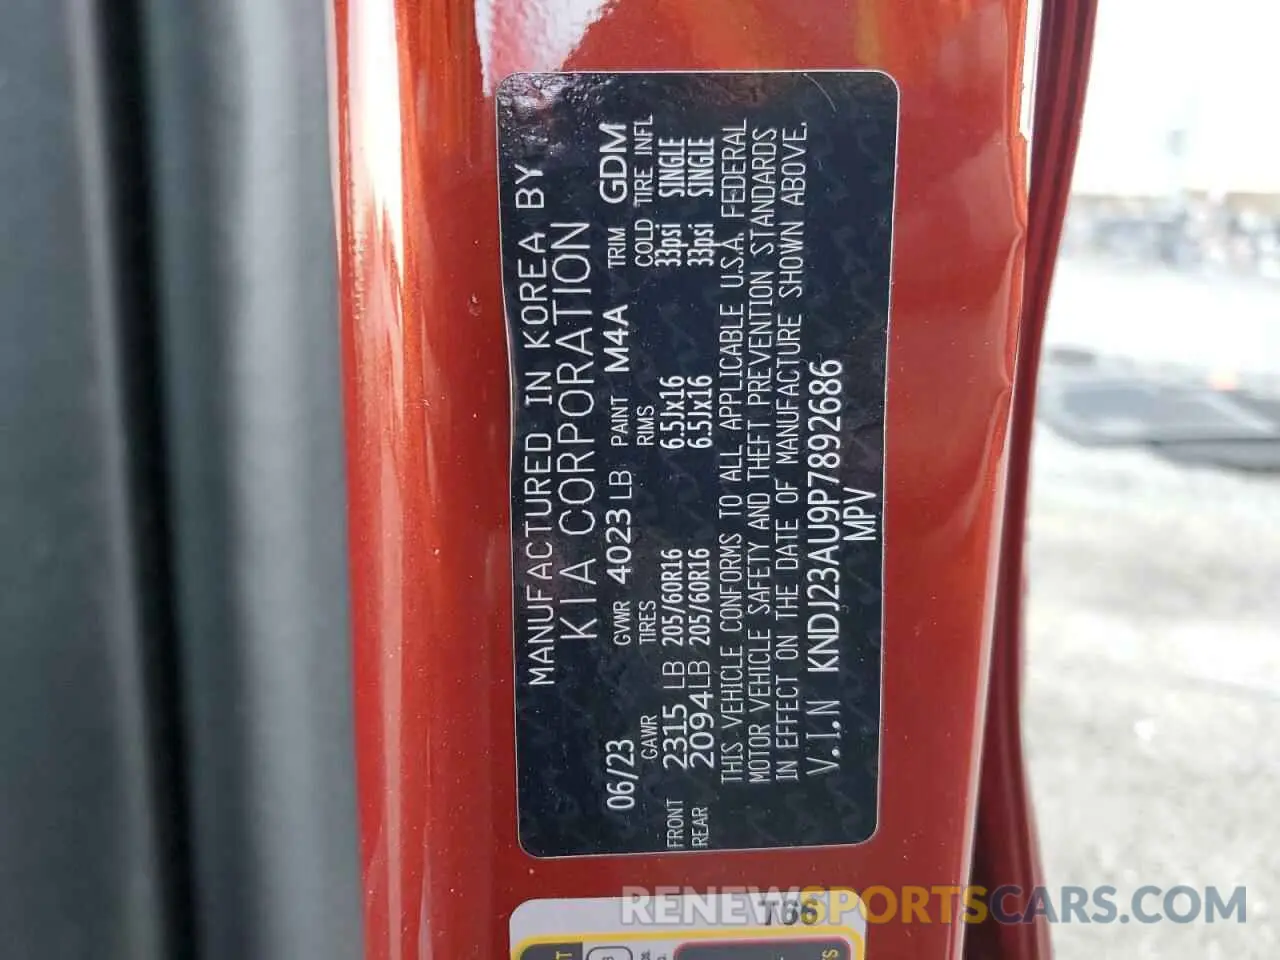 MANUFACTURED IN KOREA BY
KIA CORPORATION
06/23 GVWR 4023 LB PAINT M4A TRIM GDM
GAWR TIRES RIMS COLD TIRE INFL
FRONT 2315 LB 205/60R16 6.5Jx16 33psi SINGLE
REAR 2094 LB 205/60R16 6.5Jx16 33psi SINGLE
THIS VEHICLE CONFORMS TO ALL APPLICABLE U.S.A. FEDERAL
MOTOR VEHICLE SAFETY AND THEFT PREVENTION STANDARDS
IN EFFECT ON THE DATE OF MANUFACTURE SHOWN ABOVE.
V.I.N KNDJ23AU9P7892686
MPV
T66
RENEWSPORTSCARS.COM